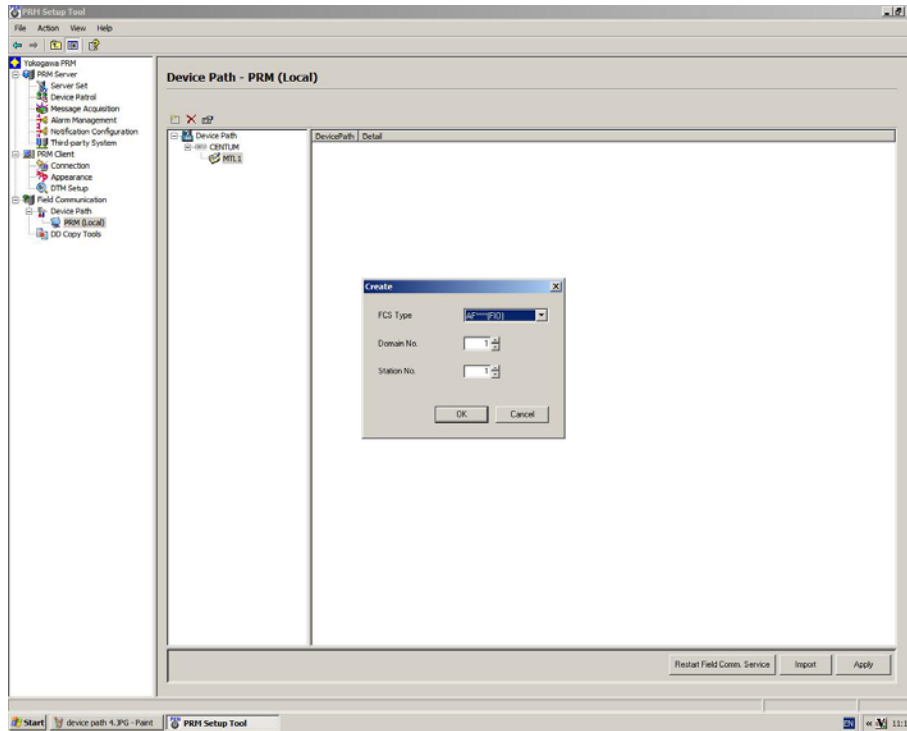 PRM Setup Tool
File Action View Help
Yokogawa PRM
PRM Server
Server Set
Device Patrol
Message Acquisition
Alarm Management
Notification Configuration
Third-party System
PRM Client
Connection
Appearance
DTM Setup
Field Communication
Device Path
PRM (Local)
DD Copy Tools
Device Path - PRM (Local)
Device Path
CENTUM
MTL1
DevicePath Detail
Create
FCS Type
Domain No. 1
Station No. 1
OK Cancel
Restart Field Comm. Service Import Apply
Start device path 4.JPG - Paint PRM Setup Tool EN « 11:1